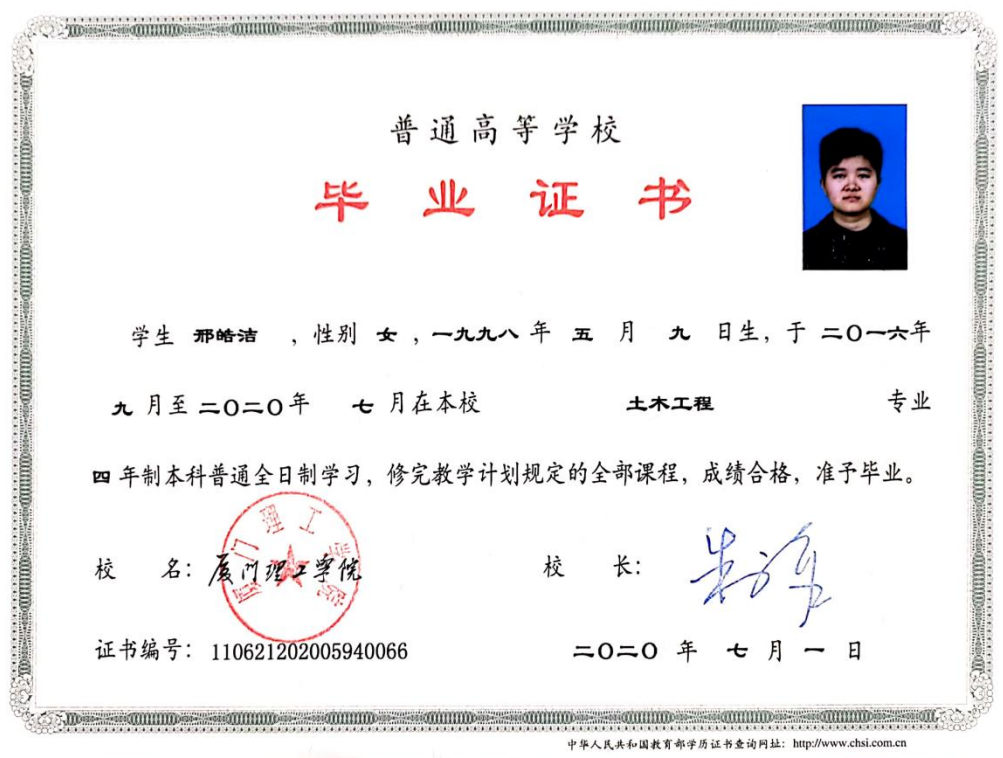 普通高等学校
毕业证书
学生 邢皓洁 ,性别 女 ,一九九八 年 五 月 九 日生, 于 二〇一六年
九 月至 二〇二〇年 七 月在本校 土木工程 专业
四 年制本科普通全日制学习, 修完教学计划规定的全部课程, 成绩合格, 准予毕业。
校 名: 厦门理工学院 校 长:
厦门理工学院
证书编号: 110621202005940066 二〇二〇 年 七 月 一 日
中华人民共和国教育部学历证书查询网址: http://www.chsi.com.cn